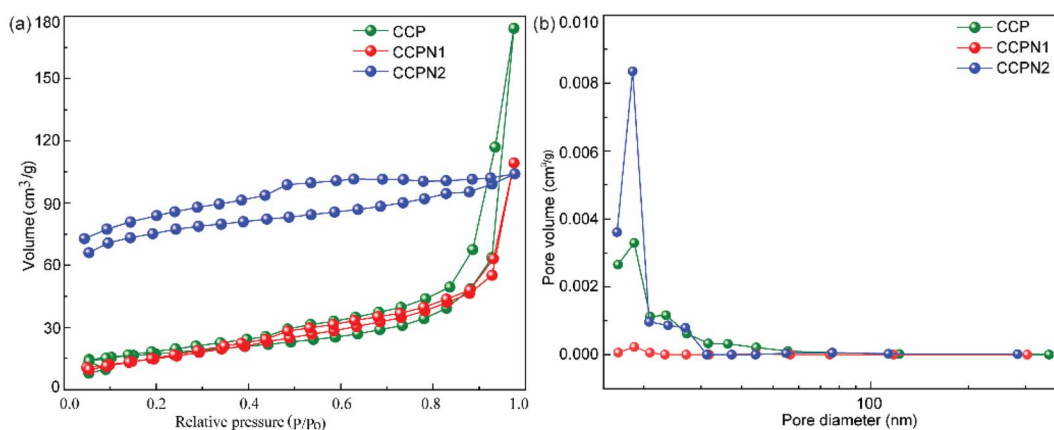 (a)
CCP
CCPN1
CCPN2
Volume (cm³/g)
180
150
120
90
60
30
0
0.0 0.2 0.4 0.6 0.8 1.0
Relative pressure (p/p₀)
(b)
CCP
CCPN1
CCPN2
Pore volume (cm³/g)
0.010
0.008
0.006
0.004
0.002
0.000
100
Pore diameter (nm)